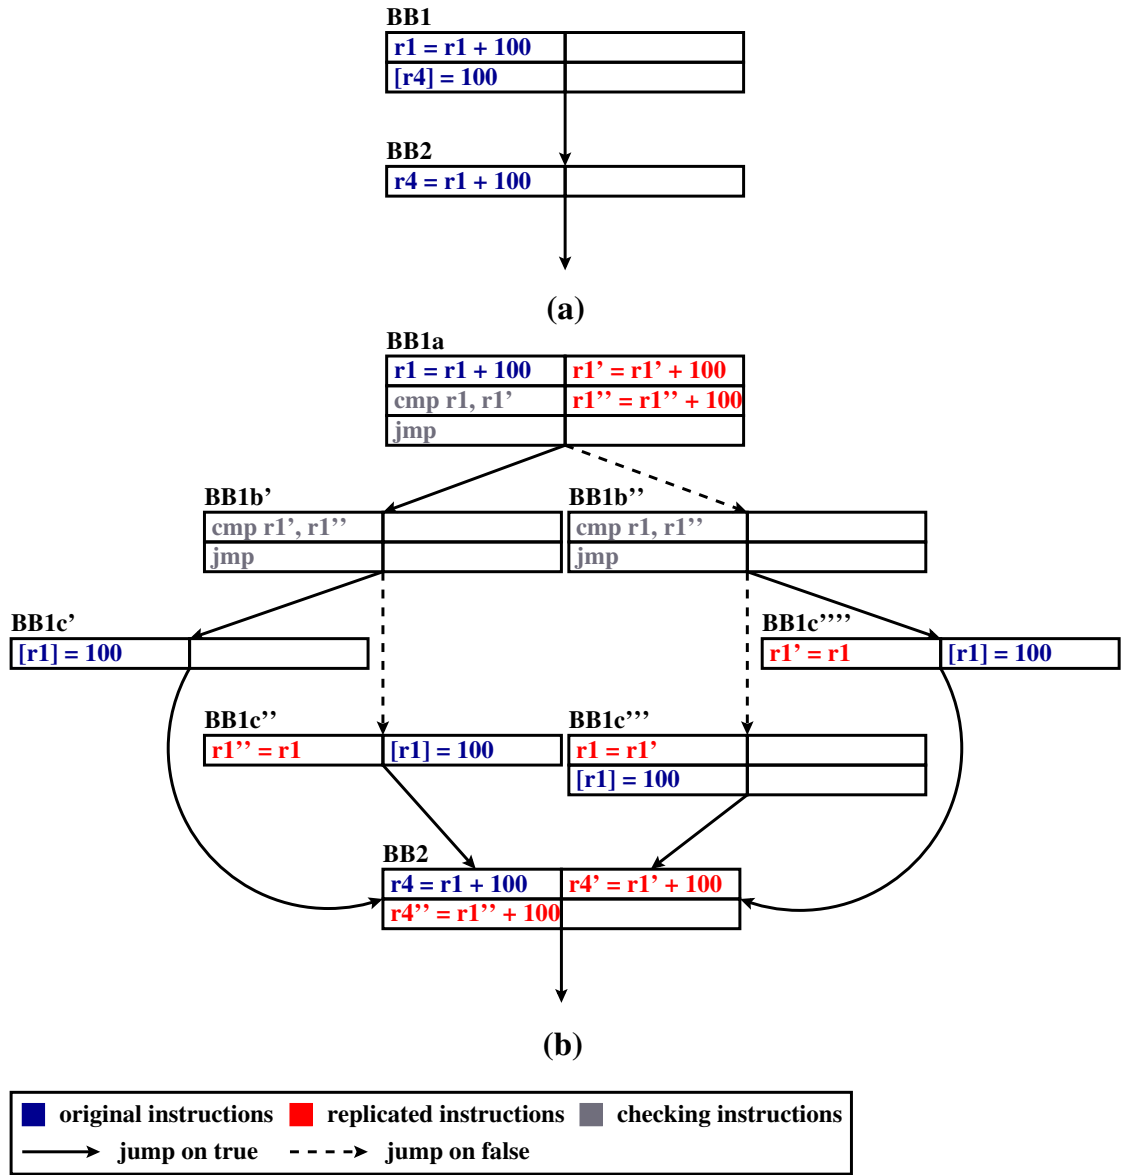 BB1
r1 = r1 + 100
[r4] = 100
BB2
r4 = r1 + 100
(a)
BB1a
r1 = r1 + 100 r1’ = r1’ + 100
cmp r1, r1’ r1’’ = r1’’ + 100
jmp
BB1b’ BB1b’’
cmp r1’, r1’’ cmp r1, r1’’
jmp jmp
BB1c’ BB1c’’’’
[r1] = 100 r1’ = r1 [r1] = 100
BB1c’’ BB1c’’’
r1’’ = r1 [r1] = 100 r1 = r1’
[r1] = 100
BB2
r4 = r1 + 100 r4’ = r1’ + 100
r4’’ = r1’’ + 100
(b)
original instructions replicated instructions checking instructions
jump on true jump on false